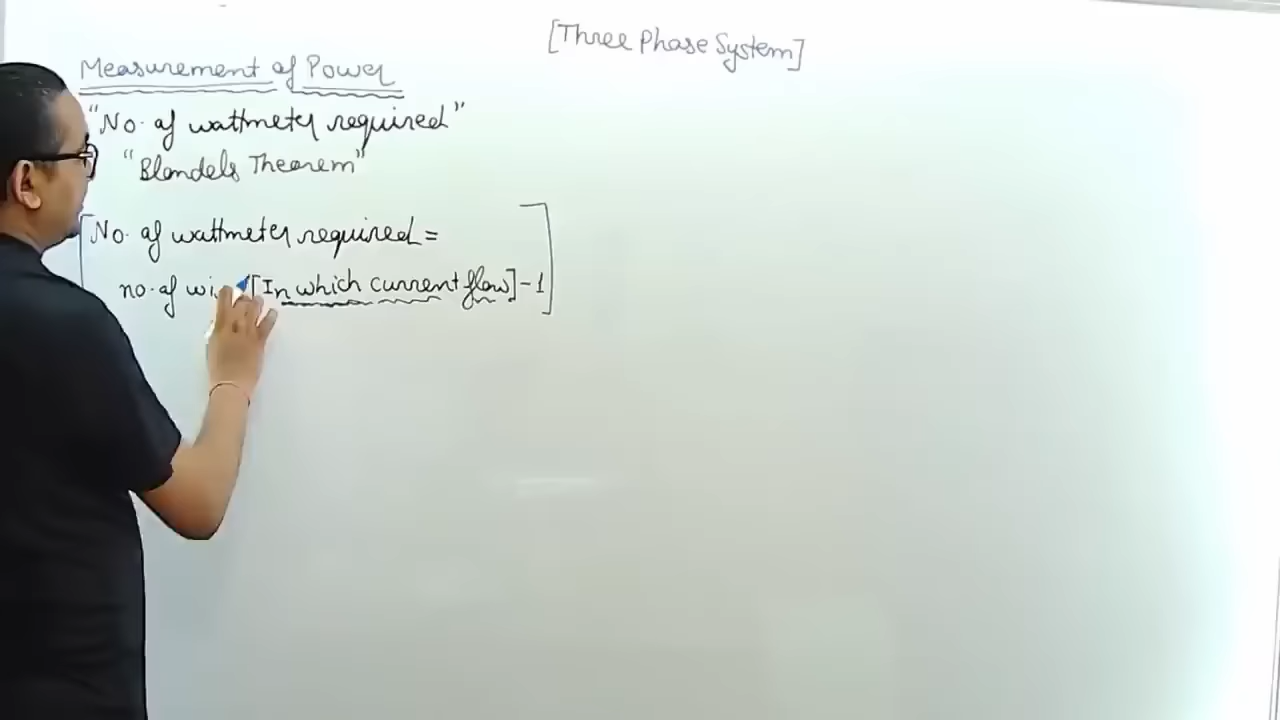 [Three Phase System]
Measurement of Power
"No. of wattmeter required"
"Blondels Theorem"
No. of wattmeter required =
no. of [In which current flow] - 1